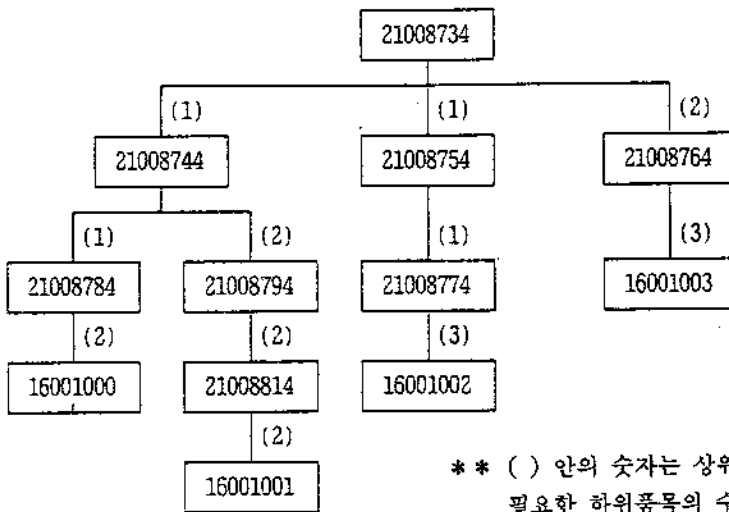 21008734
(1) (1) (2)
21008744 21008754 21008764
(1) (2) (1) (3)
21008784 21008794 21008774 16001003
(2) (2) (3)
16001000 21008814 16001002
(2)
16001001
** ( ) 안의 숫자는 상위
필요한 하위품목의 수